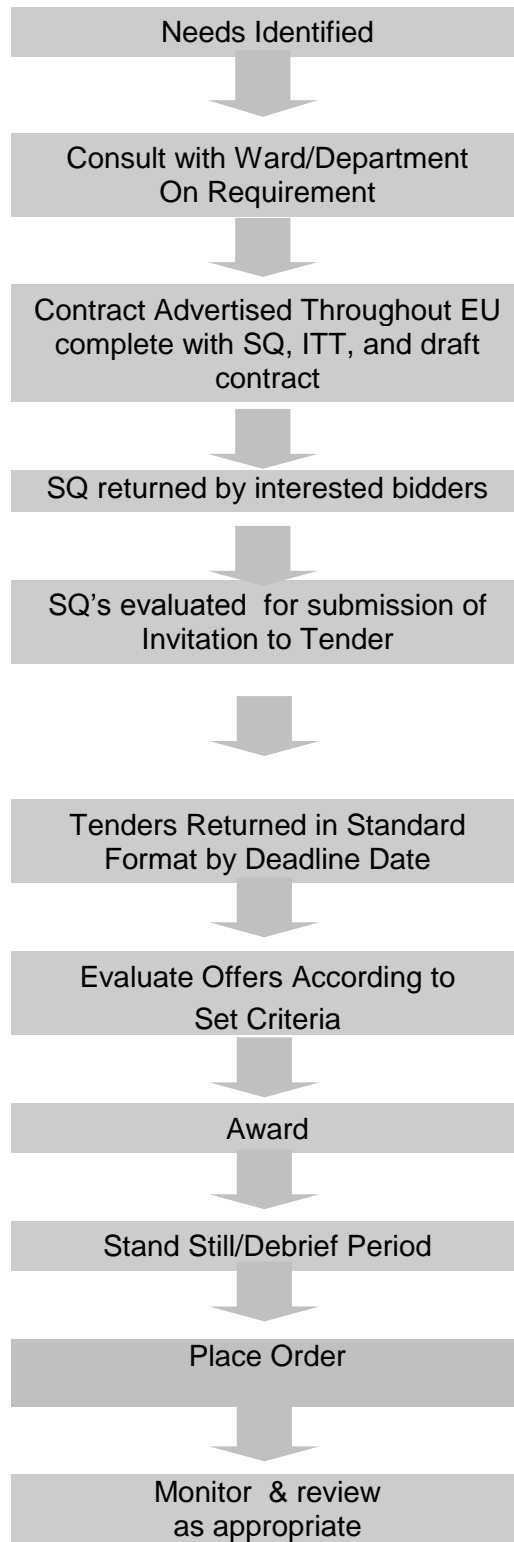 Needs Identified
Consult with Ward/Department
On Requirement
Contract Advertised Throughout EU
complete with SQ, ITT, and draft
contract
SQ returned by interested bidders
SQ's evaluated for submission of
Invitation to Tender
Tenders Returned in Standard
Format by Deadline Date
Evaluate Offers According to
Set Criteria
Award
Stand Still/Debrief Period
Place Order
Monitor & review
as appropriate